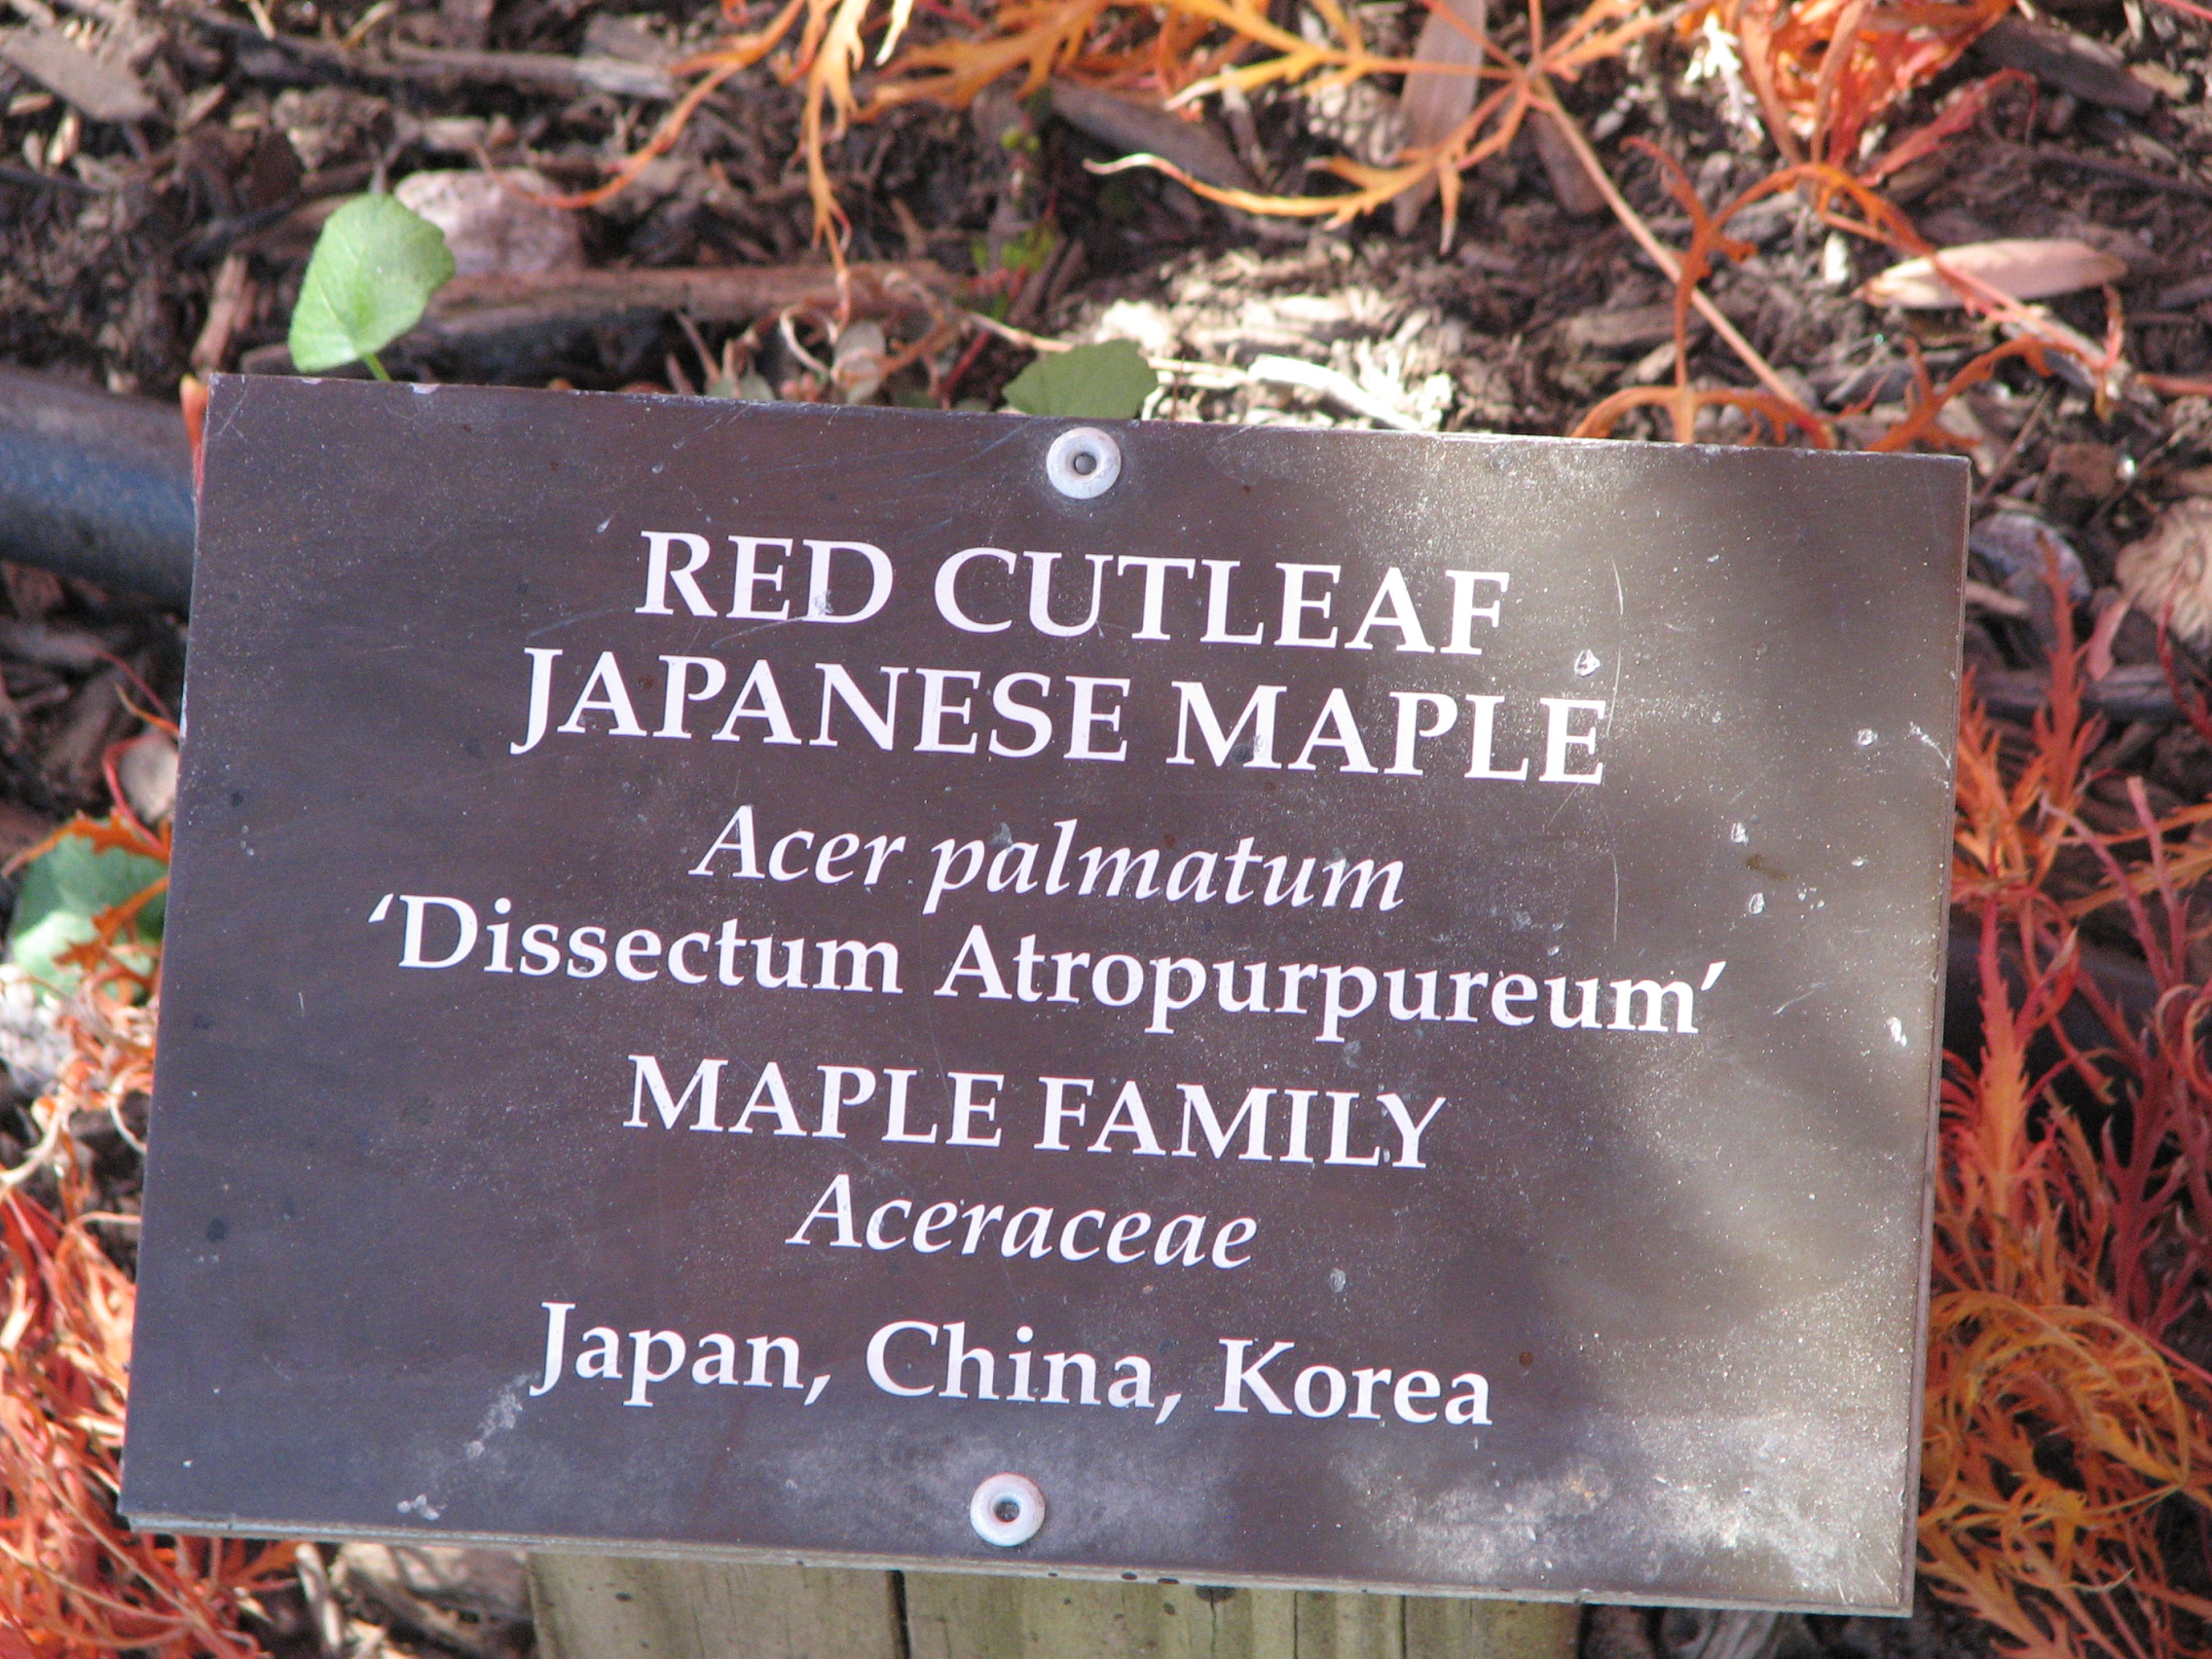 RED CUTLEAF
JAPANESE MAPLE
Acer palmatum
‘Dissectum Atropurpureum’
MAPLE FAMILY
Aceraceae
Japan, China, Korea